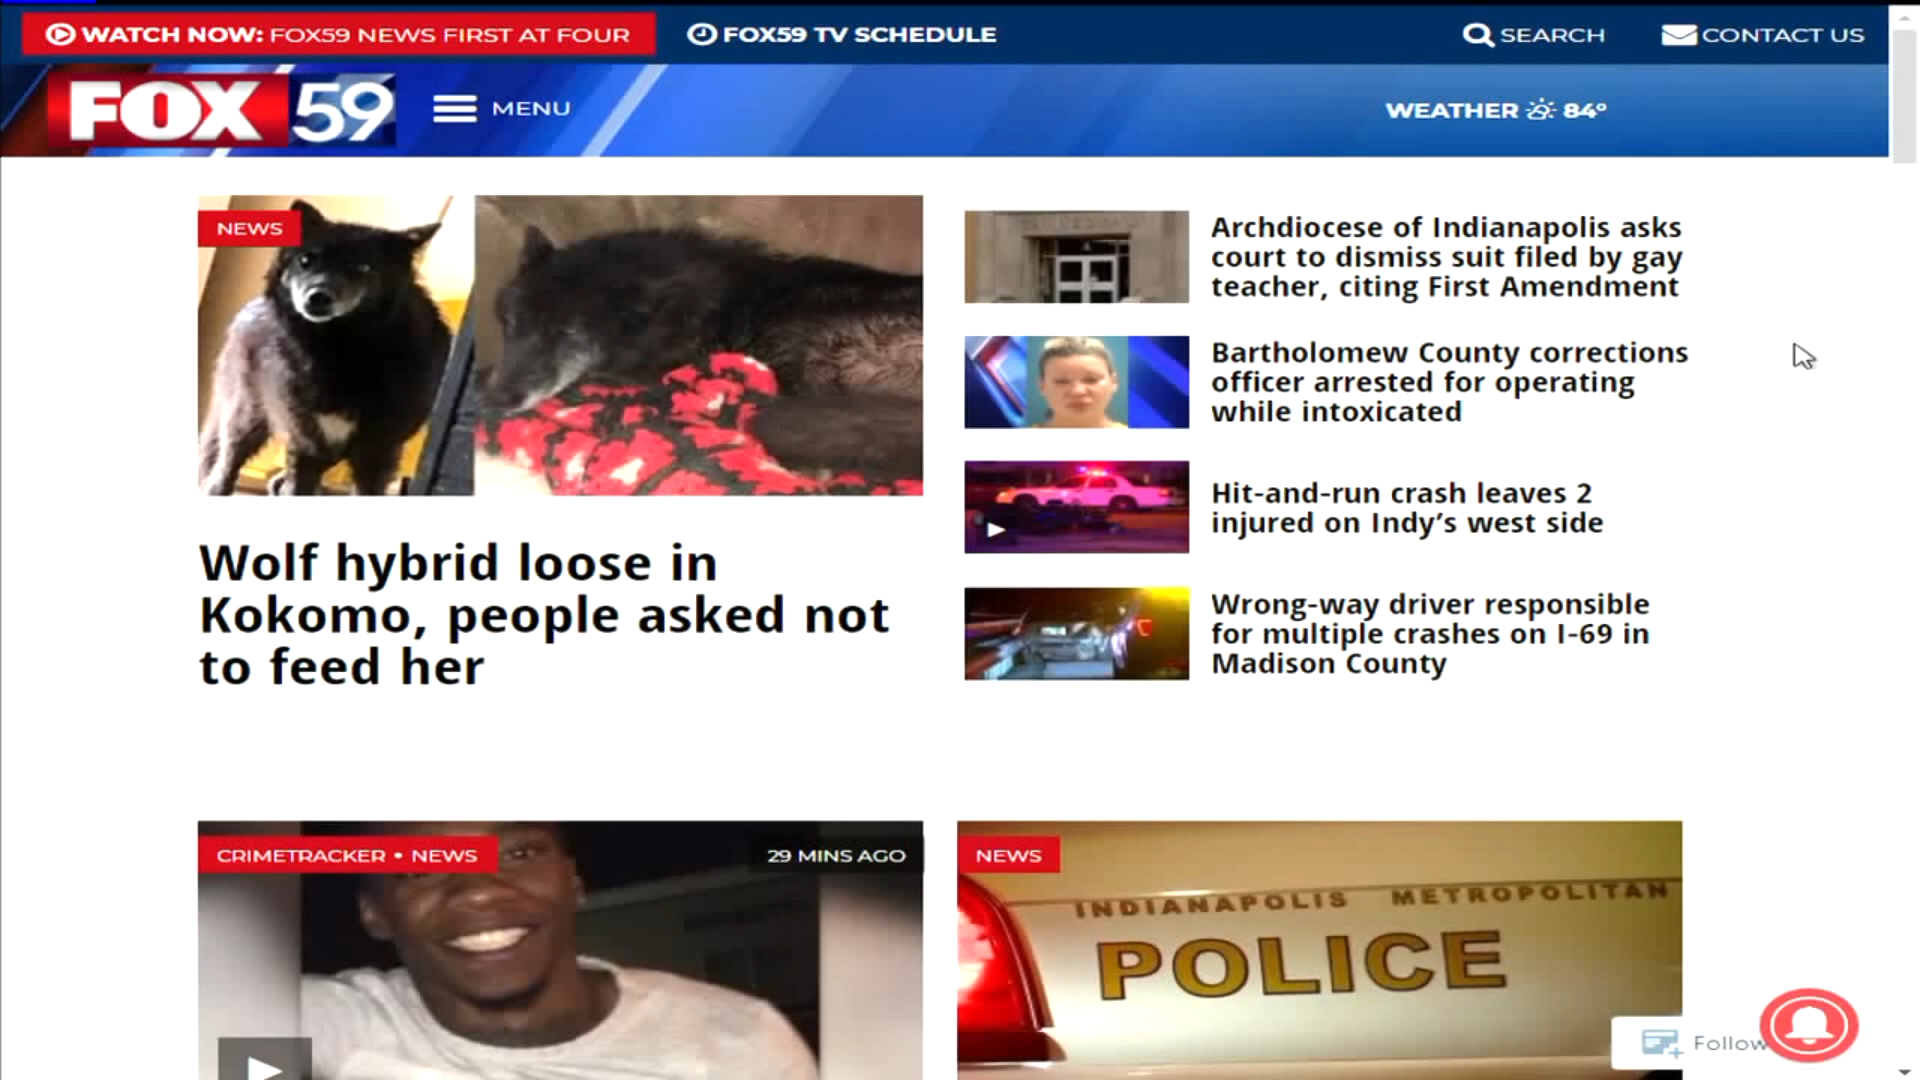 WATCH NOW: FOX59 NEWS FIRST AT FOUR
FOX59 TV SCHEDULE
SEARCH
CONTACT US
FOX 59
MENU
WEATHER 84°
NEWS
Wolf hybrid loose in
Kokomo, people asked not
to feed her
Archdiocese of Indianapolis asks
court to dismiss suit filed by gay
teacher, citing First Amendment
Bartholomew County corrections
officer arrested for operating
while intoxicated
Hit-and-run crash leaves 2
injured on Indy’s west side
Wrong-way driver responsible
for multiple crashes on I-69 in
Madison County
CRIMETRACKER • NEWS
29 MINS AGO
NEWS
INDIANAPOLIS METROPOLITAN
POLICE
Follow